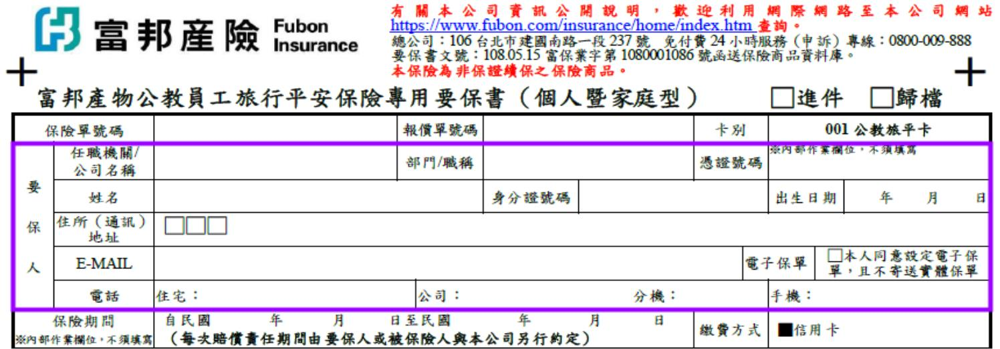 富邦產險 Fubon Insurance
有關本公司資訊公開說明，歡迎利用網際網路至本公司網站
https://www.fubon.com/insurance/home/index.htm 查詢。
總公司：106 台北市建國南路一段 237 號 免付費 24 小時服務（申訴）專線：0800-009-888
要保書文號：108.05.15 富保業字第 1080001086 號函送保險商品資料庫。
本保險為非保證續保之保險商品。
富邦產物公教員工旅行平安保險專用要保書（個人暨家庭型） □進件 □歸檔
保險單號碼 報價單號碼 卡別 001 公教旅平卡
要保人
任職機關/
公司名稱 部門/職稱 憑證號碼 ※內部作業欄位，不須填寫
姓名 身分證號碼 出生日期 年 月 日
住所（通訊）
地址 □□□
E-MAIL 電子保單 □本人同意設定電子保
單，且不寄送實體保單
電話 住宅： 公司： 分機： 手機：
保險期間 自民國 年 月 日至民國 年 月 日 繳費方式 ■信用卡
※內部作業欄位，不須填寫 （每次賠償責任期間由要保人或被保險人與本公司另行約定）